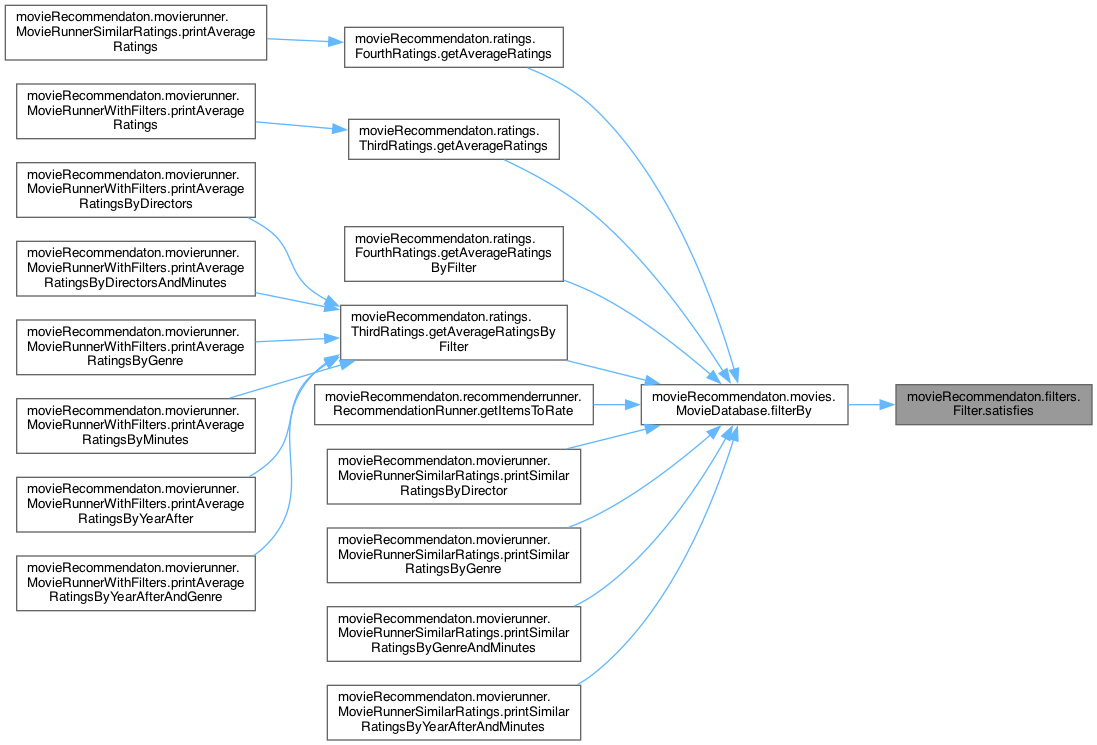 movieRecommendaton.movierunner.
MovieRunnerSimilarRatings.printAverage
Ratings
movieRecommendaton.movierunner.
MovieRunnerWithFilters.printAverage
Ratings
movieRecommendaton.movierunner.
MovieRunnerWithFilters.printAverage
RatingsByDirectors
movieRecommendaton.movierunner.
MovieRunnerWithFilters.printAverage
RatingsByDirectorsAndMinutes
movieRecommendaton.movierunner.
MovieRunnerWithFilters.printAverage
RatingsByGenre
movieRecommendaton.movierunner.
MovieRunnerWithFilters.printAverage
RatingsByMinutes
movieRecommendaton.movierunner.
MovieRunnerWithFilters.printAverage
RatingsByYearAfter
movieRecommendaton.movierunner.
MovieRunnerWithFilters.printAverage
RatingsByYearAfterAndGenre
movieRecommendaton.ratings.
FourthRatings.getAverageRatings
movieRecommendaton.ratings.
ThirdRatings.getAverageRatings
movieRecommendaton.ratings.
FourthRatings.getAverageRatings
ByFilter
movieRecommendaton.ratings.
ThirdRatings.getAverageRatingsBy
Filter
movieRecommendaton.recommenderrunner.
RecommendationRunner.getItemsToRate
movieRecommendaton.movierunner.
MovieRunnerSimilarRatings.printSimilar
RatingsByDirector
movieRecommendaton.movierunner.
MovieRunnerSimilarRatings.printSimilar
RatingsByGenre
movieRecommendaton.movierunner.
MovieRunnerSimilarRatings.printSimilar
RatingsByGenreAndMinutes
movieRecommendaton.movierunner.
MovieRunnerSimilarRatings.printSimilar
RatingsByYearAfterAndMinutes
movieRecommendaton.movies.
MovieDatabase.filterBy
movieRecommendaton.filters.
Filter.satisfies